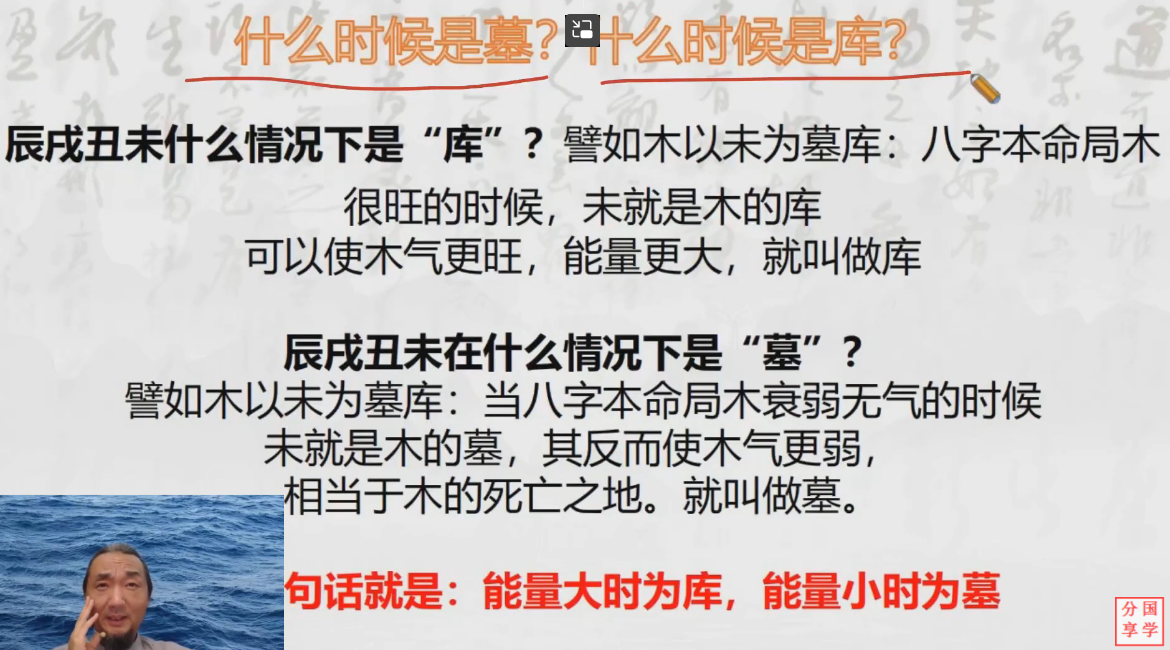 什么时候是墓？什么时候是库？
辰戌丑未什么情况下是“库”？譬如木以未为墓库：八字本命局木
很旺的时候，未就是木的库
可以使木气更旺，能量更大，就叫做库
辰戌丑未在什么情况下是“墓”？
譬如木以未为墓库：当八字本命局木衰弱无气的时候
未就是木的墓，其反而使木气更弱，
相当于木的死亡之地。就叫做墓。
句话就是：能量大时为库，能量小时为墓
分国
享学